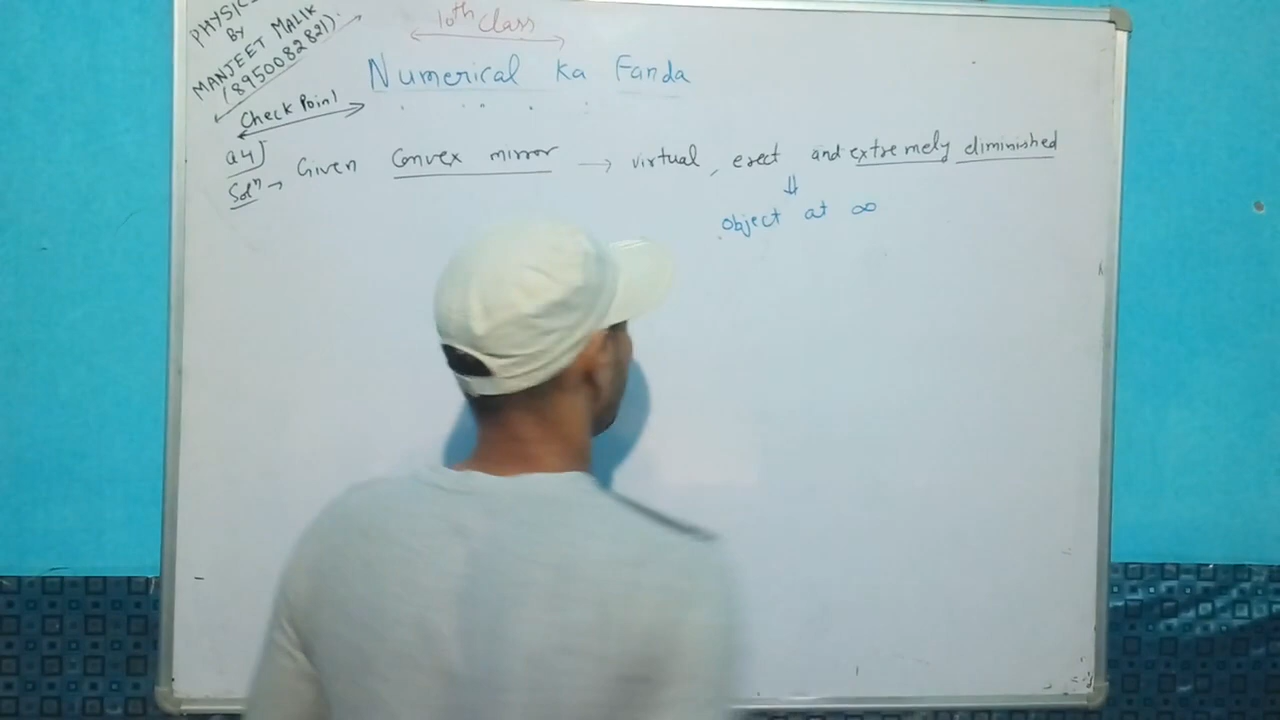 PHYSICS
By
MANJEET MALIK
(8950082821).
10th class
Numerical Ka Fanda
Check Point
Q4]
Solⁿ → Given Convex mirror → virtual, erect and extremely diminished
⇓
object at ∞